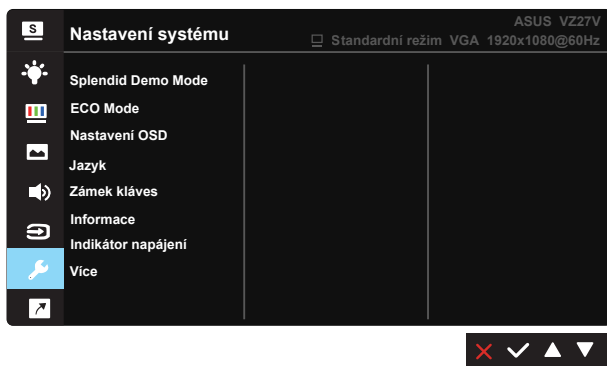 S
Nastavení systému
ASUS VZ27V
Standardní režim VGA 1920x1080@60Hz
Splendid Demo Mode
ECO Mode
Nastavení OSD
Jazyk
Zámek kláves
Informace
Indikátor napájení
Více